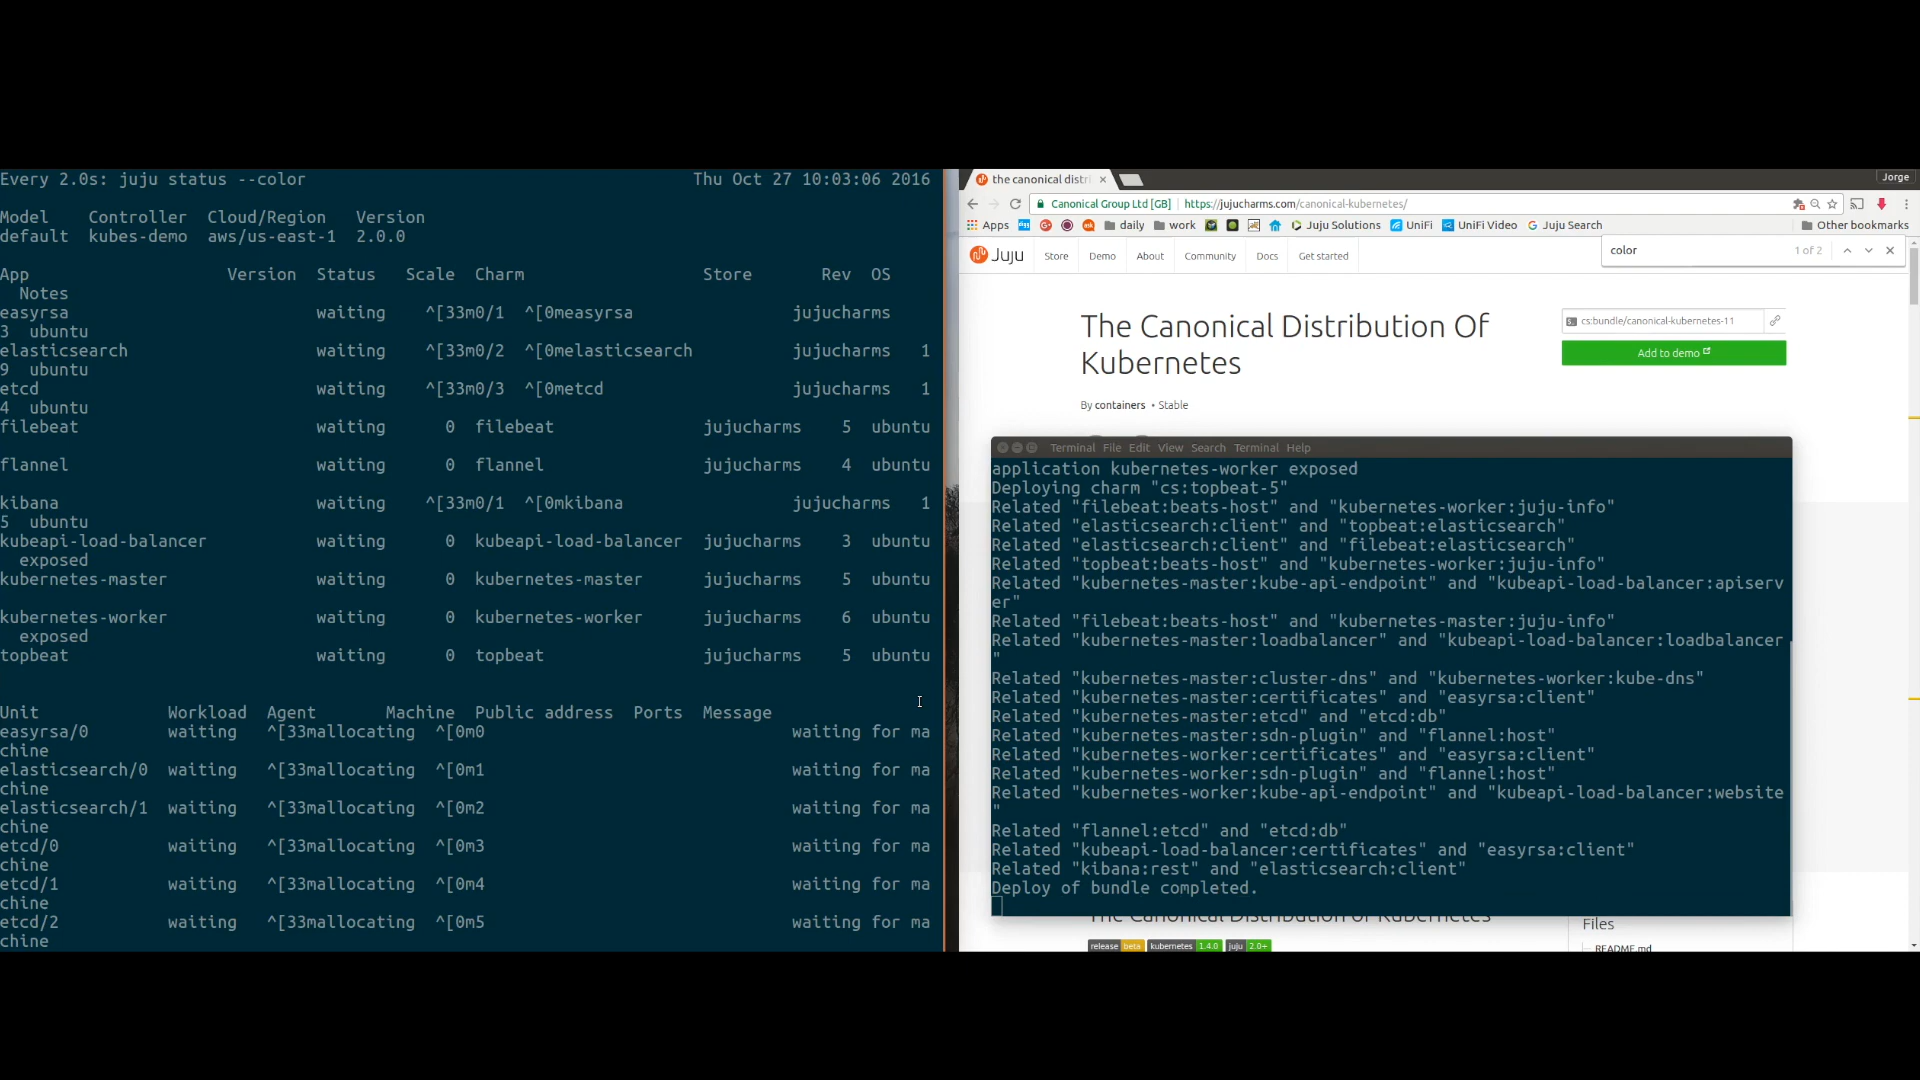 Every 2.0s: juju status --color Thu Oct 27 10:03:06 2016
Model Controller Cloud/Region Version
default kubes-demo aws/us-east-1 2.0.0
App Version Status Scale Charm Store Rev OS
Notes
easyrsa waiting ^[33m0/1 ^[0measyrsa jujucharms
3 ubuntu
elasticsearch waiting ^[33m0/2 ^[0melasticsearch jujucharms 1
9 ubuntu
etcd waiting ^[33m0/3 ^[0metcd jujucharms 1
4 ubuntu
filebeat waiting 0 filebeat jujucharms 5 ubuntu
flannel waiting 0 flannel jujucharms 4 ubuntu
kibana waiting ^[33m0/1 ^[0mkibana jujucharms 1
5 ubuntu
kubeapi-load-balancer waiting 0 kubeapi-load-balancer jujucharms 3 ubuntu
exposed
kubernetes-master waiting 0 kubernetes-master jujucharms 5 ubuntu
kubernetes-worker waiting 0 kubernetes-worker jujucharms 6 ubuntu
exposed
topbeat waiting 0 topbeat jujucharms 5 ubuntu
Unit Workload Agent Machine Public address Ports Message
easyrsa/0 waiting ^[33mallocating ^[0m0 waiting for ma
chine
elasticsearch/0 waiting ^[33mallocating ^[0m1 waiting for ma
chine
elasticsearch/1 waiting ^[33mallocating ^[0m2 waiting for ma
chine
etcd/0 waiting ^[33mallocating ^[0m3 waiting for ma
chine
etcd/1 waiting ^[33mallocating ^[0m4 waiting for ma
chine
etcd/2 waiting ^[33mallocating ^[0m5 waiting for ma
chine
the canonical distri
Jorge
Canonical Group Ltd [GB] https://jujucharms.com/canonical-kubernetes/
Apps daily work Juju Solutions UniFi UniFi Video Juju Search Other bookmarks
color 1 of 2
Juju Store Demo About Community Docs Get started
The Canonical Distribution Of
Kubernetes
cs:bundle/canonical-kubernetes-11
Add to demo
By containers • Stable
Terminal File Edit View Search Terminal Help
application kubernetes-worker exposed
Deploying charm "cs:topbeat-5"
Related "filebeat:beats-host" and "kubernetes-worker:juju-info"
Related "elasticsearch:client" and "topbeat:elasticsearch"
Related "elasticsearch:client" and "filebeat:elasticsearch"
Related "topbeat:beats-host" and "kubernetes-worker:juju-info"
Related "kubernetes-master:kube-api-endpoint" and "kubeapi-load-balancer:apiserv
er"
Related "filebeat:beats-host" and "kubernetes-master:juju-info"
Related "kubernetes-master:loadbalancer" and "kubeapi-load-balancer:loadbalancer
"
Related "kubernetes-master:cluster-dns" and "kubernetes-worker:kube-dns"
Related "kubernetes-master:certificates" and "easyrsa:client"
Related "kubernetes-master:etcd" and "etcd:db"
Related "kubernetes-master:sdn-plugin" and "flannel:host"
Related "kubernetes-worker:certificates" and "easyrsa:client"
Related "kubernetes-worker:sdn-plugin" and "flannel:host"
Related "kubernetes-worker:kube-api-endpoint" and "kubeapi-load-balancer:website
"
Related "flannel:etcd" and "etcd:db"
Related "kubeapi-load-balancer:certificates" and "easyrsa:client"
Related "kibana:rest" and "elasticsearch:client"
Deploy of bundle completed.
The Canonical Distribution of Kubernetes
Files
release beta kubernetes 1.4.0 juju 2.0+
README.md